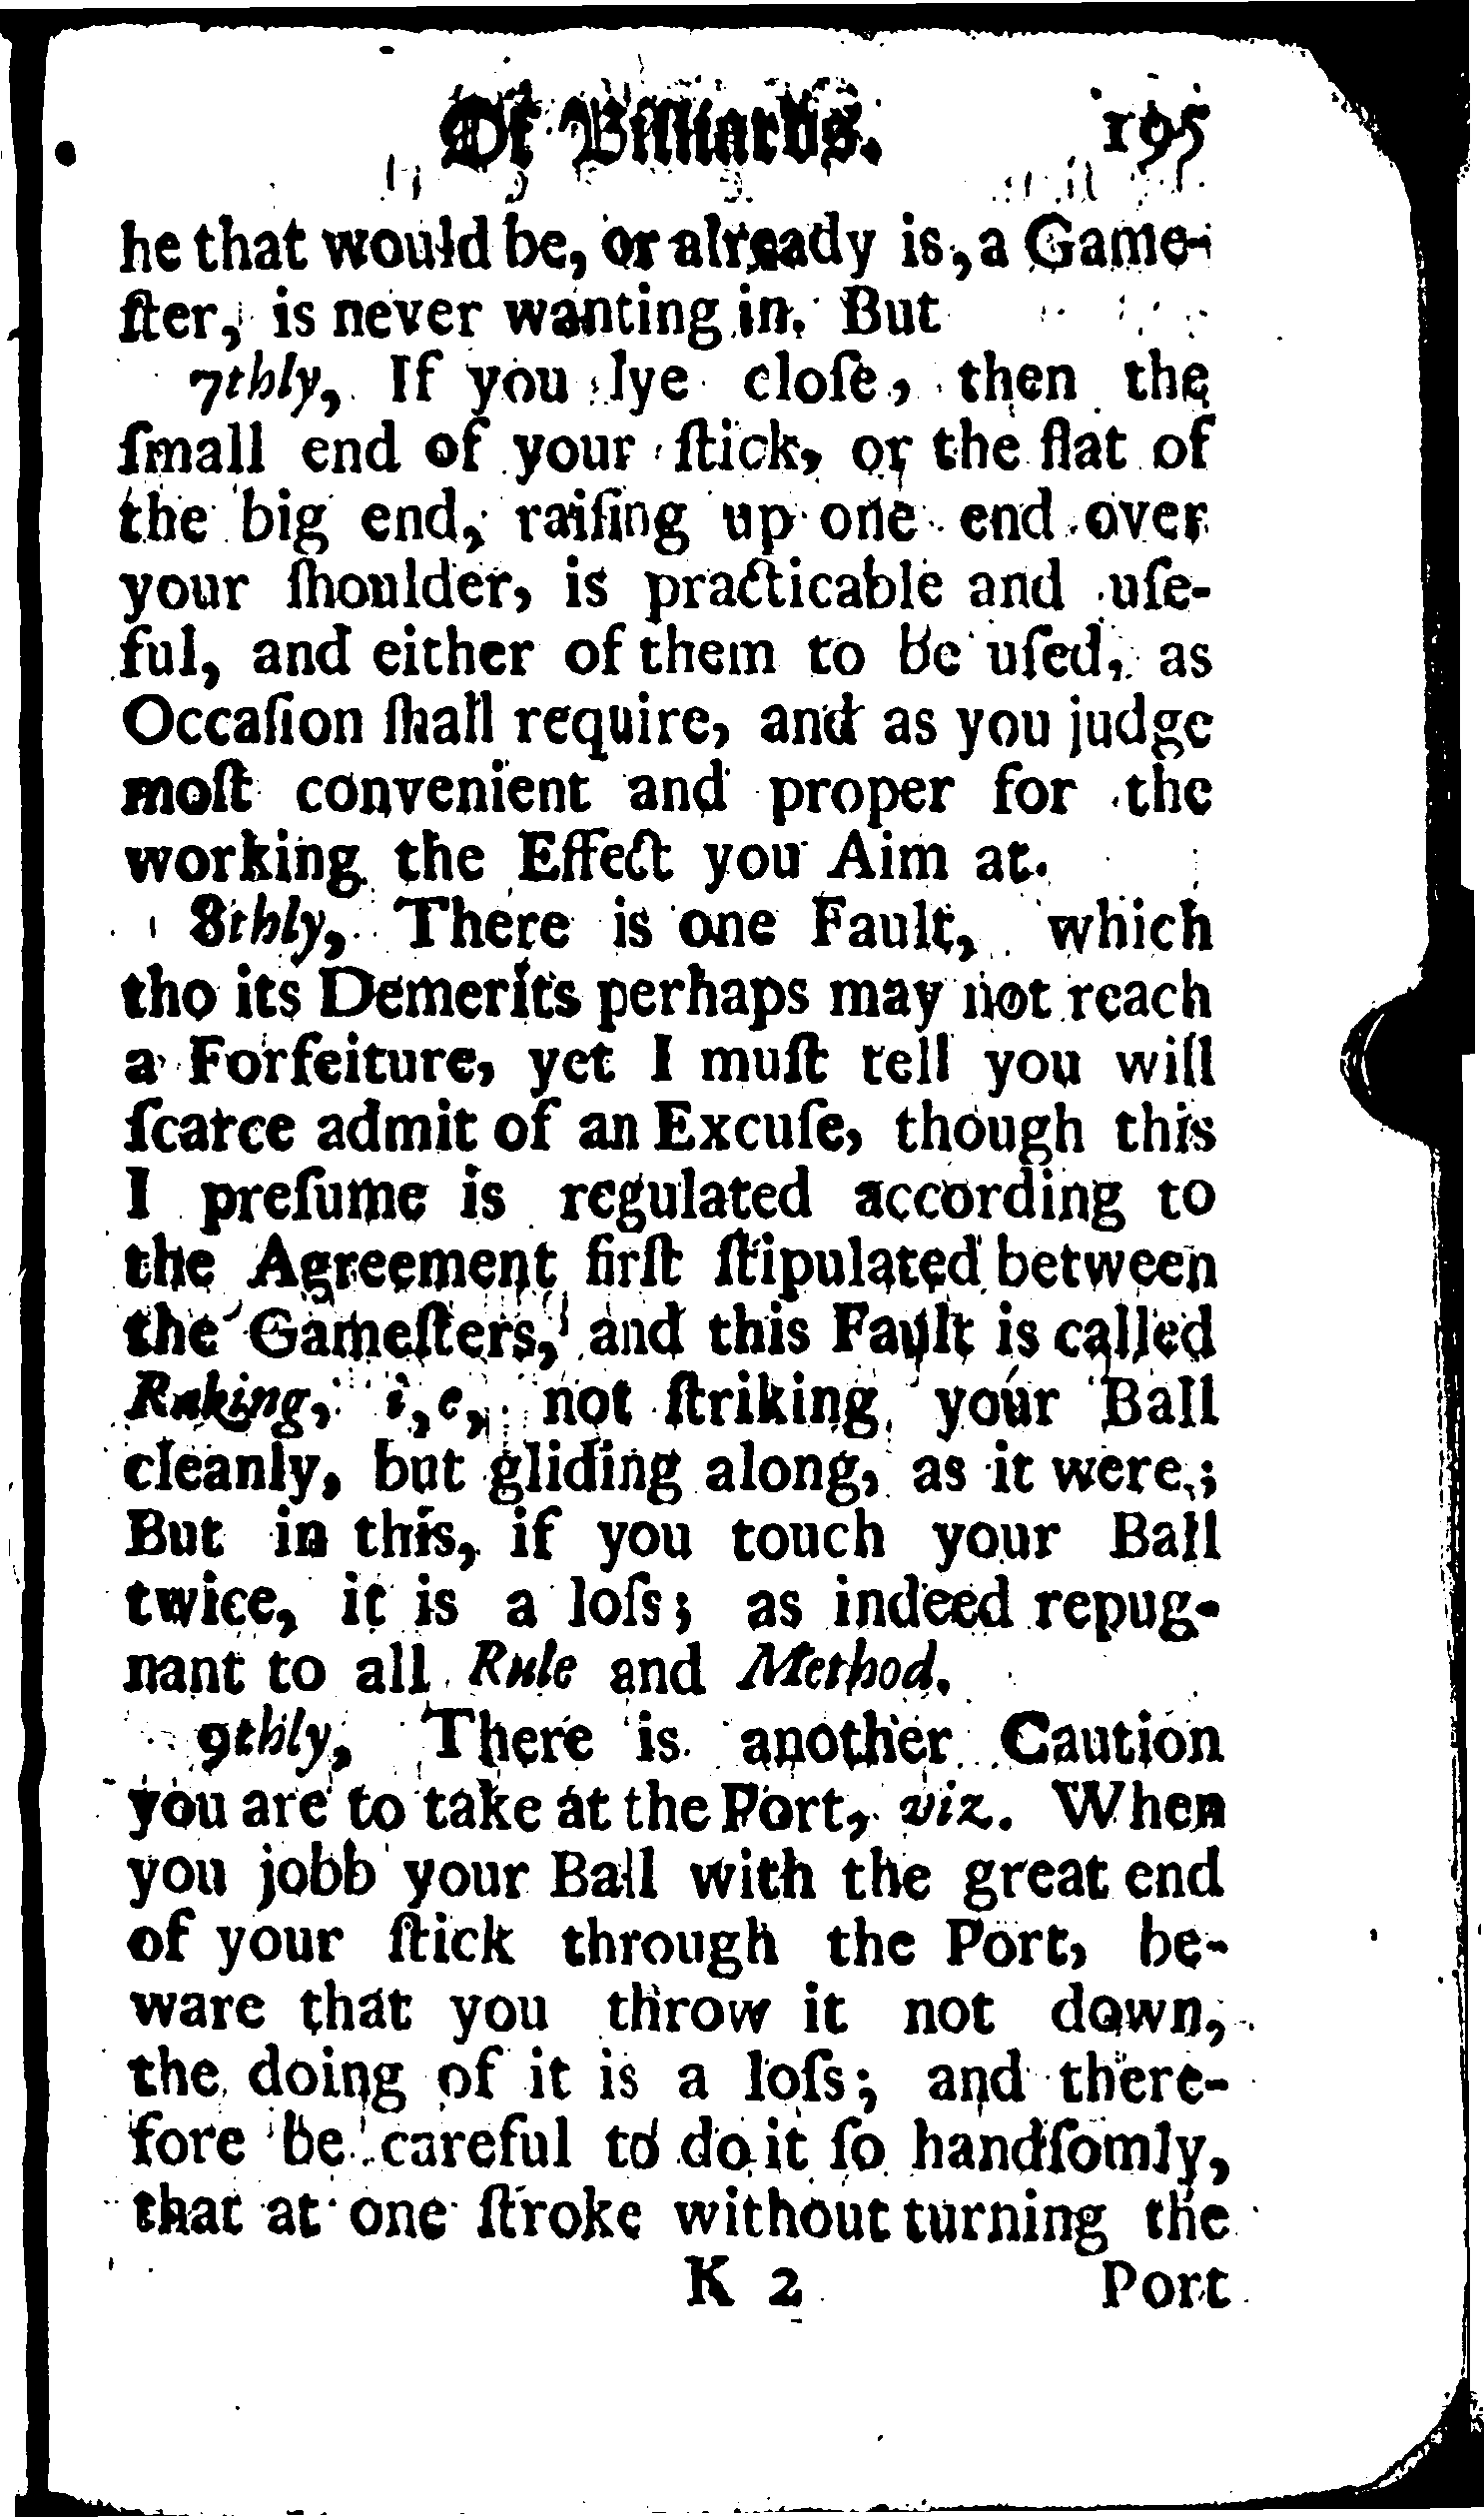 Of Billiards. 195
he that would be, or already is, a Game-
ſter, is never wanting in. But
7thly, If you lye cloſe, then the
ſmall end of your ſtick, or the flat of
the big end, raiſing up one end over
your ſhoulder, is practicable and uſe-
ful, and either of them to be uſed, as
Occaſion ſhall require, and as you judge
moſt convenient and proper for the
working the Effect you Aim at.
8thly, There is one Fault, which
tho its Demerits perhaps may not reach
a Forfeiture, yet I muſt tell you will
ſcarce admit of an Excuſe, though this
I preſume is regulated according to
the Agreement firſt ſtipulated between
the Gameſters, and this Fault is called
Raking, i, e, not ſtriking your Ball
cleanly, but gliding along, as it were;
But in this, if you touch your Ball
twice, it is a loſs; as indeed repug-
nant to all Rule and Method.
9thly, There is another Caution
you are to take at the Port, viz. When
you jobb your Ball with the great end
of your ſtick through the Port, be-
ware that you throw it not down,
the doing of it is a loſs; and there-
fore be careful to do it ſo handſomly,
that at one ſtroke without turning the
K 2 Port